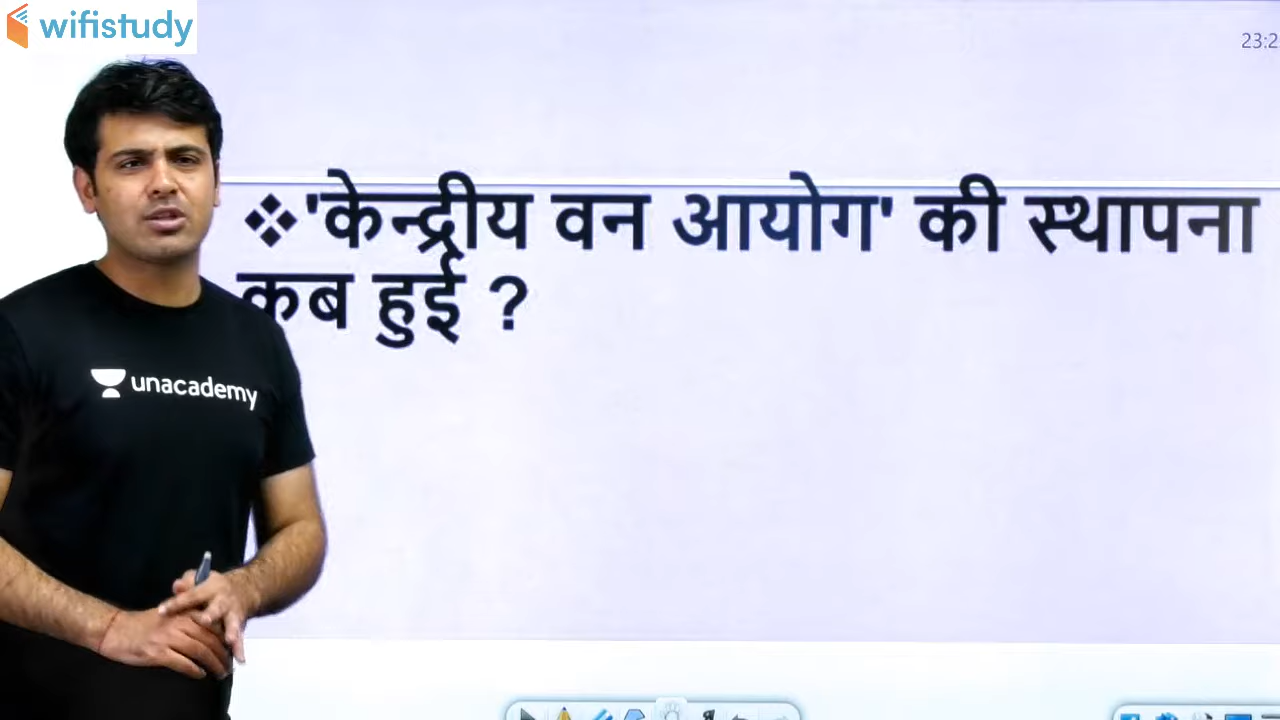 wifistudy
23:2
❖'केन्द्रीय वन आयोग' की स्थापना
कब हुई ?
unacademy